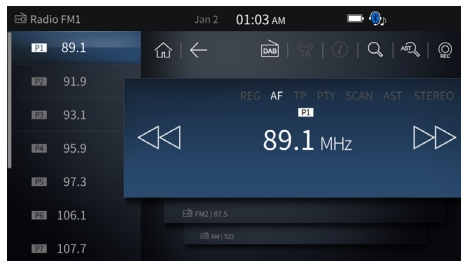 Radio FM1 Jan 2 01:03 AM
P1 89.1
P2 91.9
P3 93.1
P4 95.9
P5 97.3
P6 106.1
P7 107.7
DAB TA i AST REC
REG AF TP PTY SCAN AST STEREO
P1
89.1 MHz
FM2 | 87.5
AM | 522